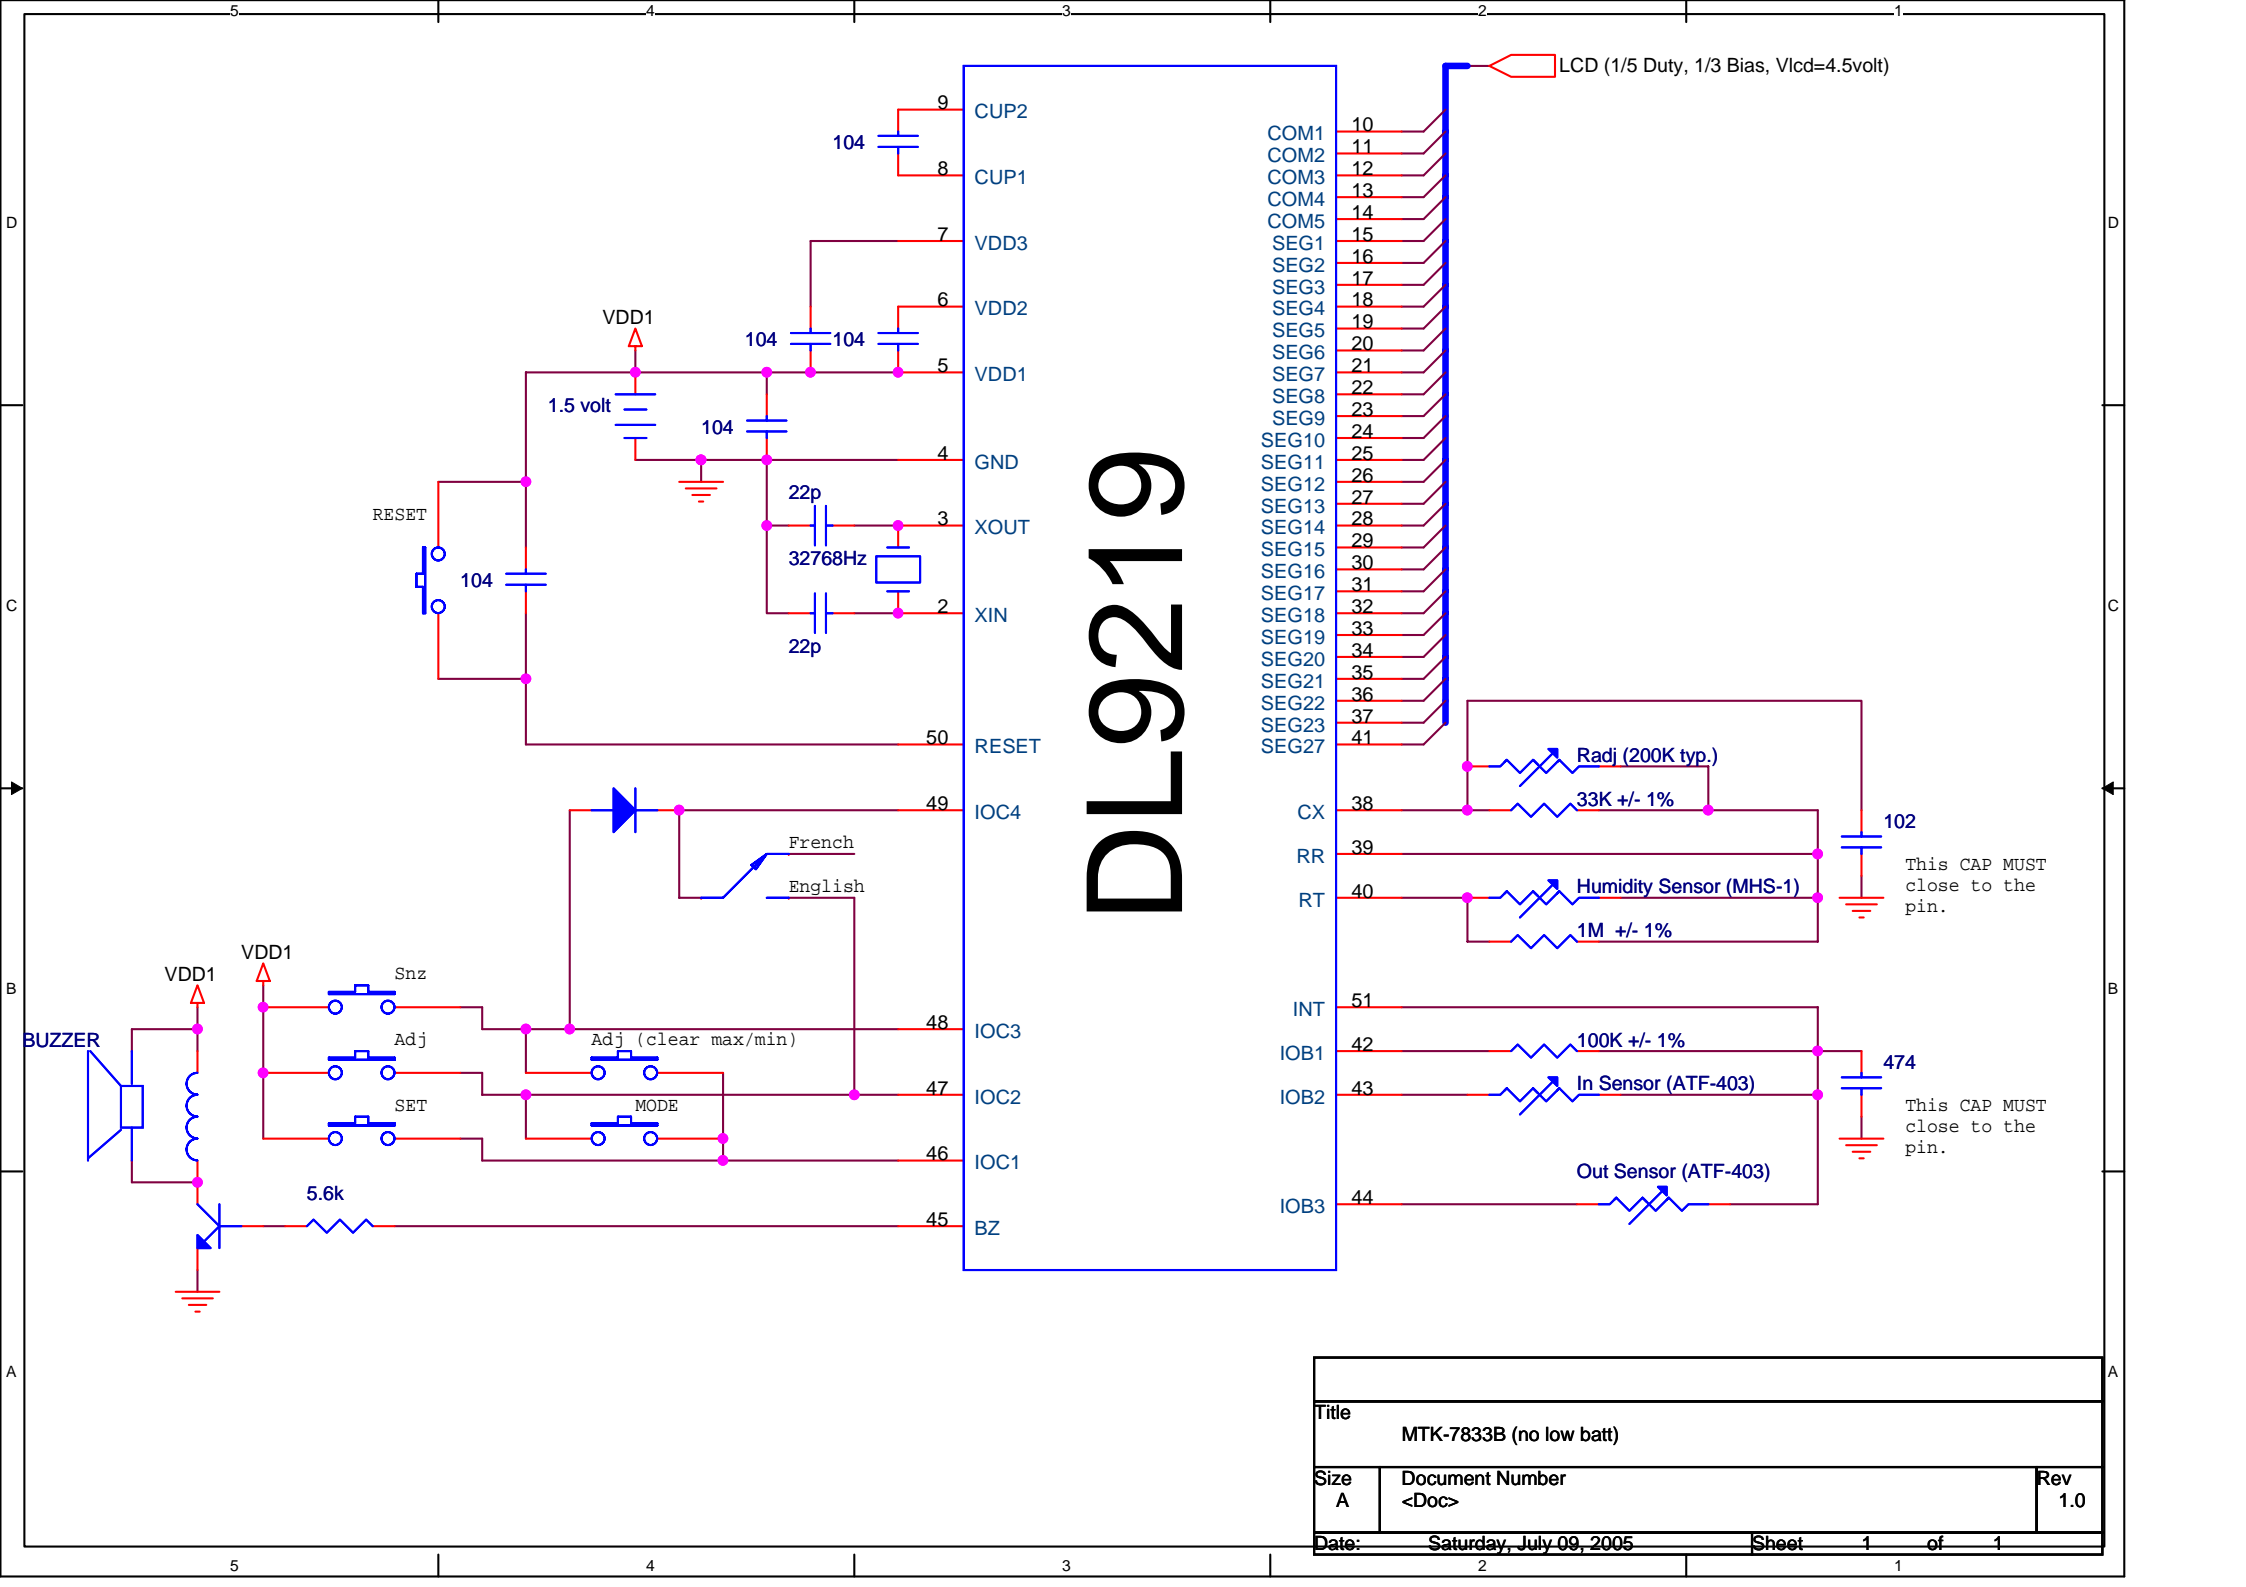 5 4 3 2 1
D D
C C
B B
A A
LCD (1/5 Duty, 1/3 Bias, Vlcd=4.5volt)
DL9219
9 CUP2
104
8 CUP1
7 VDD3
6 VDD2
VDD1
104 104
5 VDD1
1.5 volt
104
4 GND
22p
3 XOUT
32768Hz
2 XIN
22p
RESET
104
50 RESET
49 IOC4
French
English
VDD1
VDD1
Snz
48 IOC3
BUZZER
Adj
Adj (clear max/min)
47 IOC2
SET
MODE
46 IOC1
5.6k
45 BZ
COM1 10
COM2 11
COM3 12
COM4 13
COM5 14
SEG1 15
SEG2 16
SEG3 17
SEG4 18
SEG5 19
SEG6 20
SEG7 21
SEG8 22
SEG9 23
SEG10 24
SEG11 25
SEG12 26
SEG13 27
SEG14 28
SEG15 29
SEG16 30
SEG17 31
SEG18 32
SEG19 33
SEG20 34
SEG21 35
SEG22 36
SEG23 37
SEG27 41
Radj (200K typ.)
CX 38
33K +/- 1%
102
RR 39
This CAP MUST
close to the
pin.
RT 40
Humidity Sensor (MHS-1)
1M +/- 1%
INT 51
IOB1 42
100K +/- 1%
474
IOB2 43
In Sensor (ATF-403)
This CAP MUST
close to the
pin.
Out Sensor (ATF-403)
IOB3 44
Title
MTK-7833B (no low batt)
Size Document Number Rev
A <Doc> 1.0
Date: Saturday, July 09, 2005 Sheet 1 of 1
5 4 3 2 1